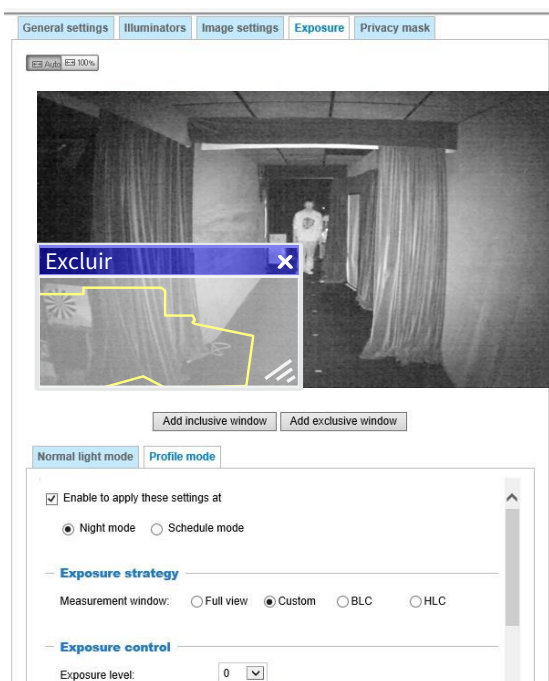 General settings Illuminators Image settings Exposure Privacy mask
Auto 100%
Excluir
Add inclusive window Add exclusive window
Normal light mode Profile mode
Enable to apply these settings at
Night mode Schedule mode
Exposure strategy
Measurement window: Full view Custom BLC HLC
Exposure control
Exposure level: 0